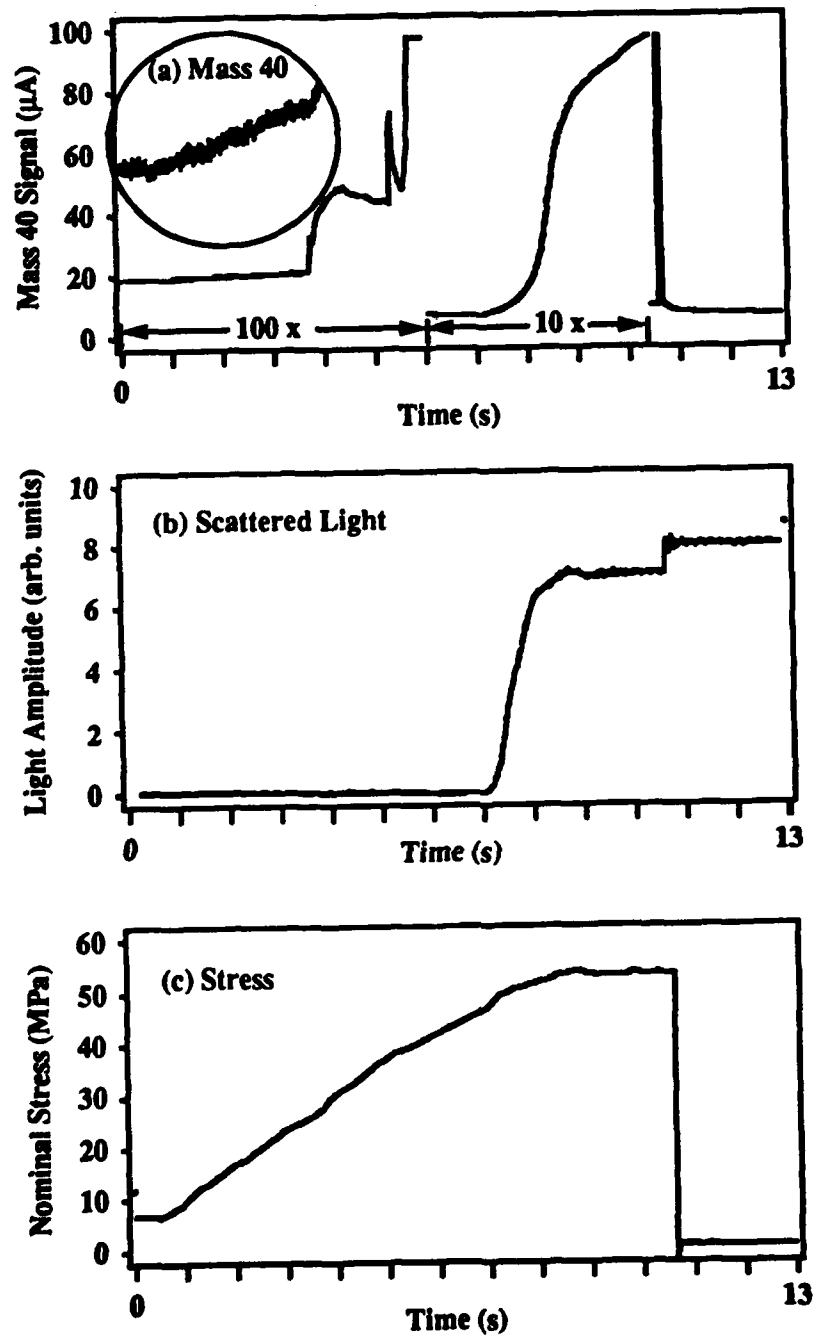 (a) Mass 40
Mass 40 Signal (µA)
100
80
60
40
20
0
100 x
10 x
0
13
Time (s)
(b) Scattered Light
Light Amplitude (arb. units)
10
8
6
4
2
0
0
13
Time (s)
(c) Stress
Nominal Stress (MPa)
60
50
40
30
20
10
0
0
13
Time (s)